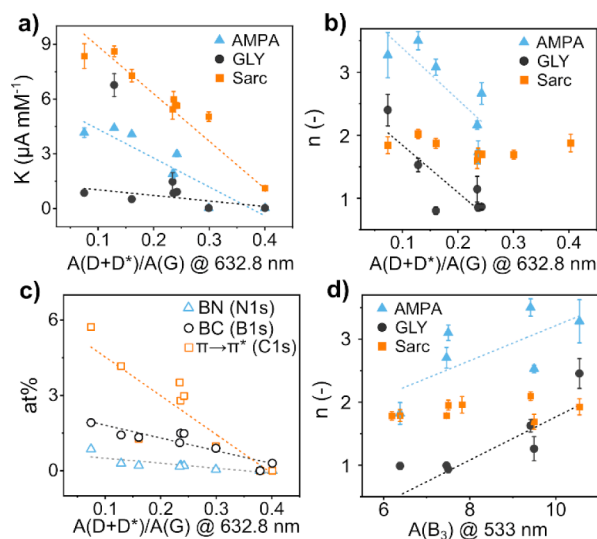 a)
AMPA
GLY
Sarc
9
6
3
0
K (µA mM⁻¹)
0.1 0.2 0.3 0.4
A(D+D*)/A(G) @ 632.8 nm
b)
AMPA
GLY
Sarc
3
2
1
n (-)
0.1 0.2 0.3 0.4
A(D+D*)/A(G) @ 632.8 nm
c)
BN (N1s)
BC (B1s)
π→π* (C1s)
6
3
0
at%
0.1 0.2 0.3 0.4
A(D+D*)/A(G) @ 632.8 nm
d)
AMPA
GLY
Sarc
3
2
1
n (-)
6 8 10
A(B₃) @ 533 nm